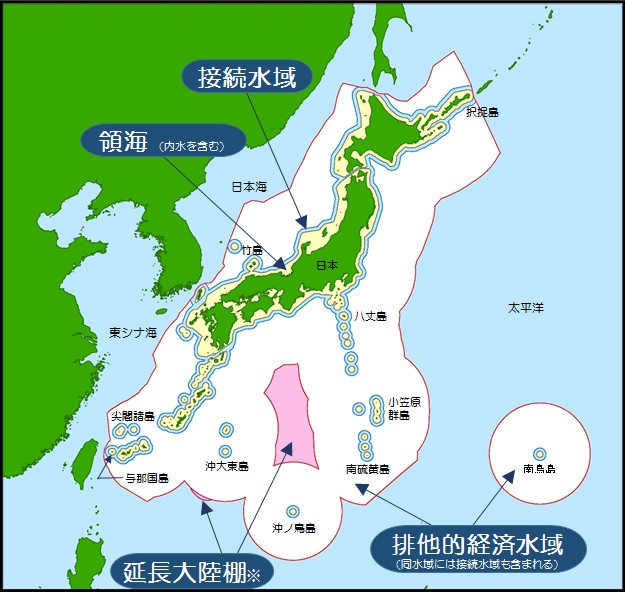 接続水域
択捉島
領海 (内水を含む)
日本海
竹島
日本
太平洋
八丈島
東シナ海
小笠原
群島
尖閣諸島
沖大東島
南硫黄島
南鳥島
与那国島
沖ノ鳥島
排他的経済水域
(同水域には接続水域も含まれる)
延長大陸棚※